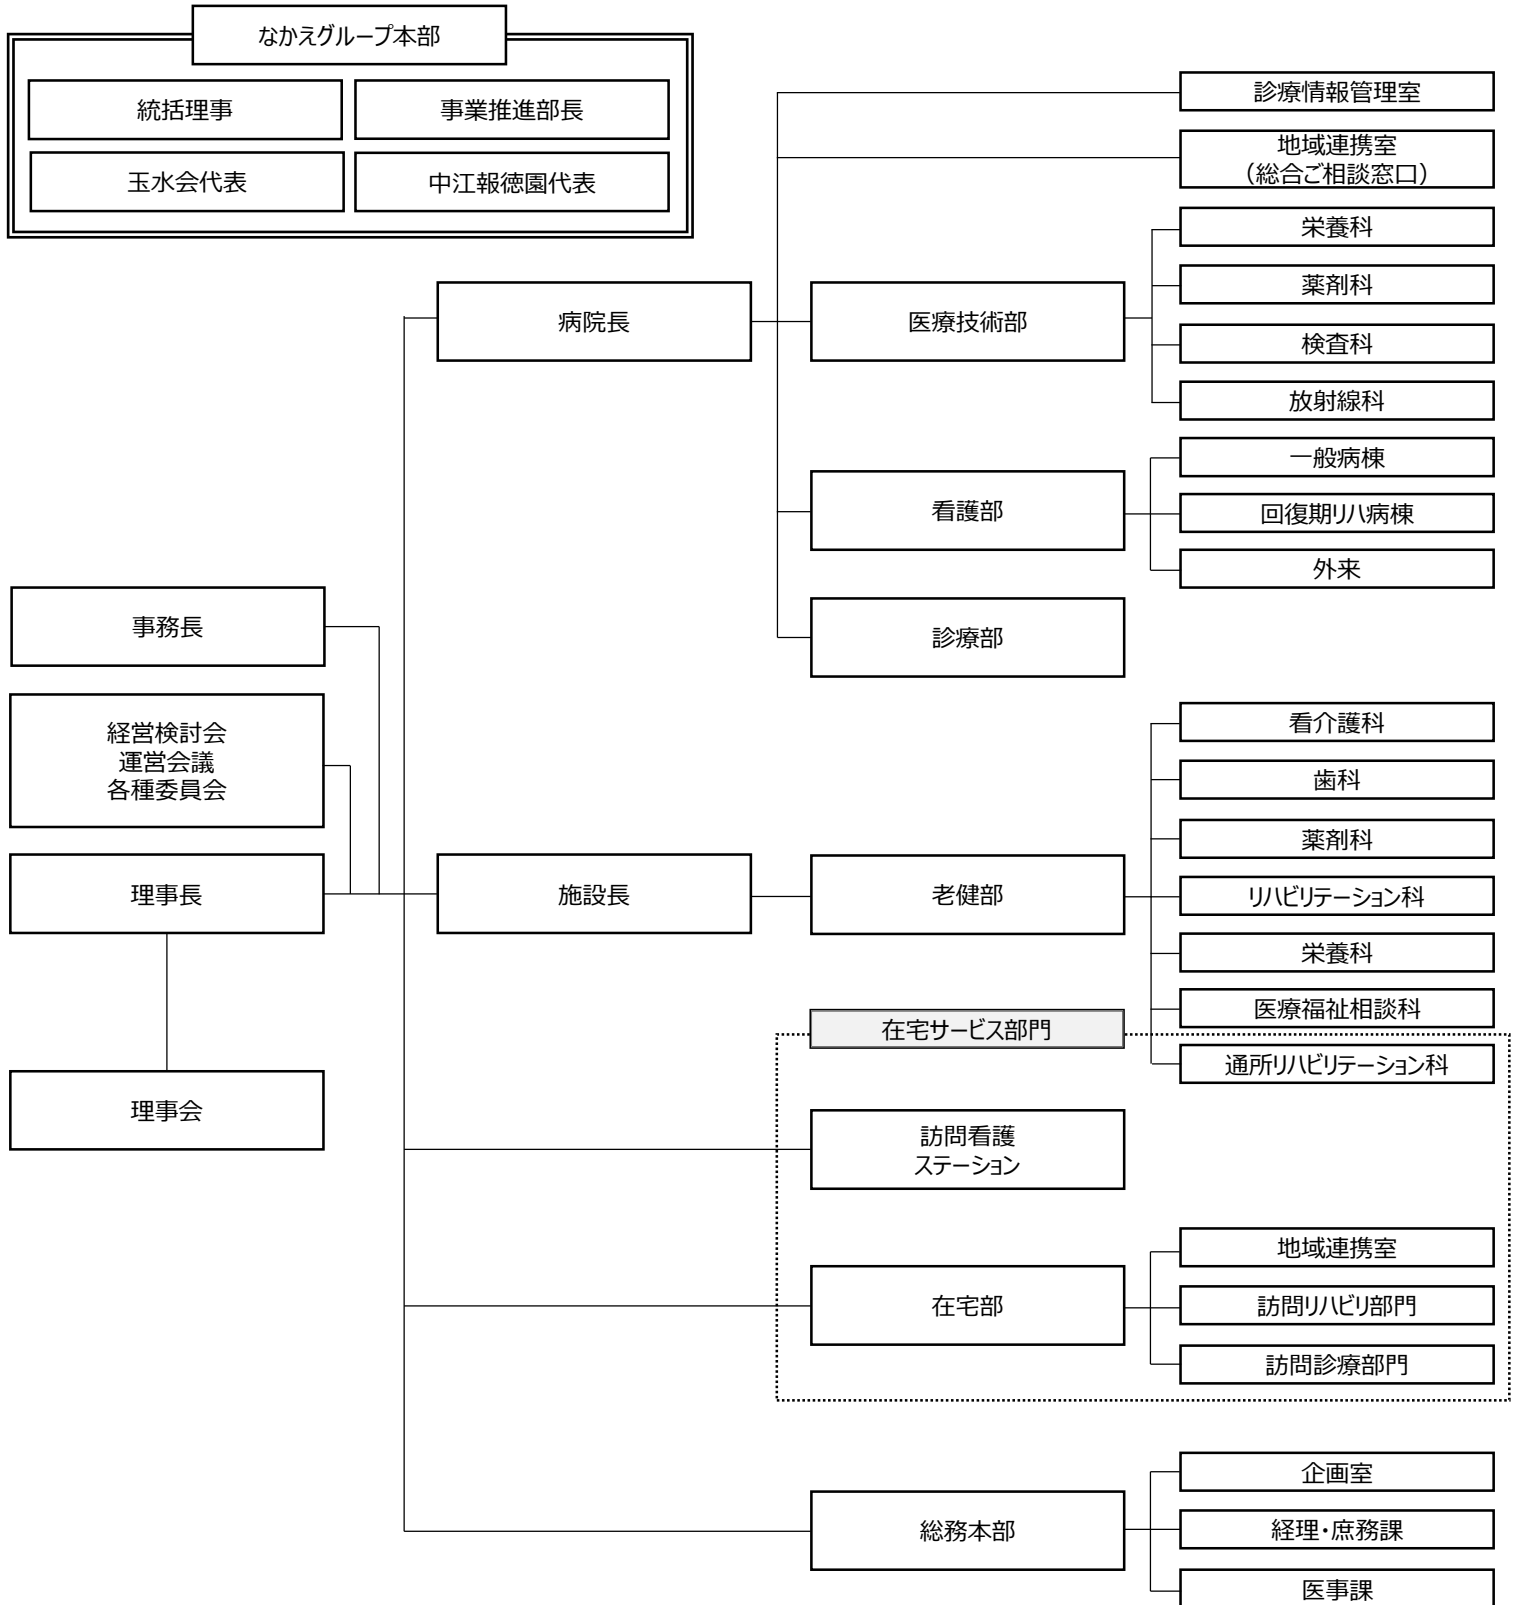 なかえグループ本部
統括理事
事業推進部長
玉水会代表
中江報徳園代表
診療情報管理室
地域連携室
（総合ご相談窓口）
栄養科
薬剤科
検査科
放射線科
病院長
医療技術部
一般病棟
回復期リハ病棟
外来
看護部
診療部
事務長
経営検討会
運営会議
各種委員会
理事長
理事会
施設長
老健部
看介護科
歯科
薬剤科
リハビリテーション科
栄養科
医療福祉相談科
通所リハビリテーション科
在宅サービス部門
訪問看護
ステーション
在宅部
地域連携室
訪問リハビリ部門
訪問診療部門
総務本部
企画室
経理・庶務課
医事課